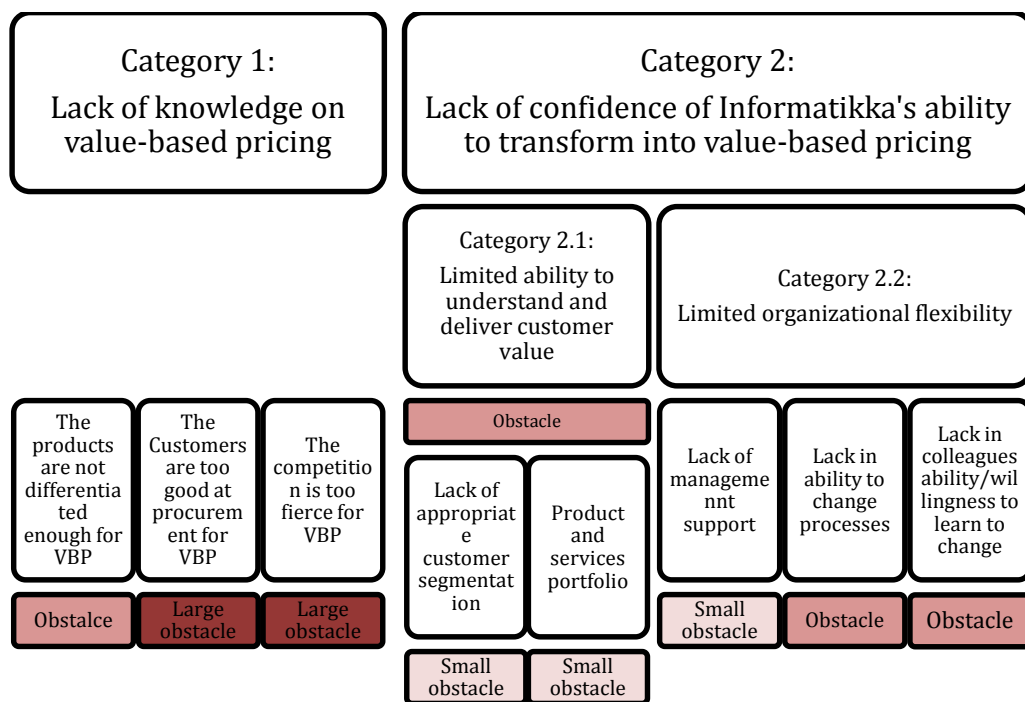 Category 1:
Lack of knowledge on
value-based pricing
Category 2:
Lack of confidence of Informatikka's ability
to transform into value-based pricing
Category 2.1:
Limited ability to
understand and
deliver customer
value
Category 2.2:
Limited organizational flexibility
The
products
are not
differentia
ted
enough for
VBP
The
Customers
are too
good at
procurem
ent for
VBP
The
competitio
n is too
fierce for
VBP
Obstacle
Lack of
appropriat
e
customer
segmentat
ion
Product
and
services
portfolio
Lack of
manageme
nnt
support
Lack in
ability to
change
processes
Lack in
colleagues
ability/wil
lingness to
learn to
change
Obstalce
Large
obstacle
Large
obstacle
Small
obstacle
Small
obstacle
Small
obstacle
Obstacle
Obstacle